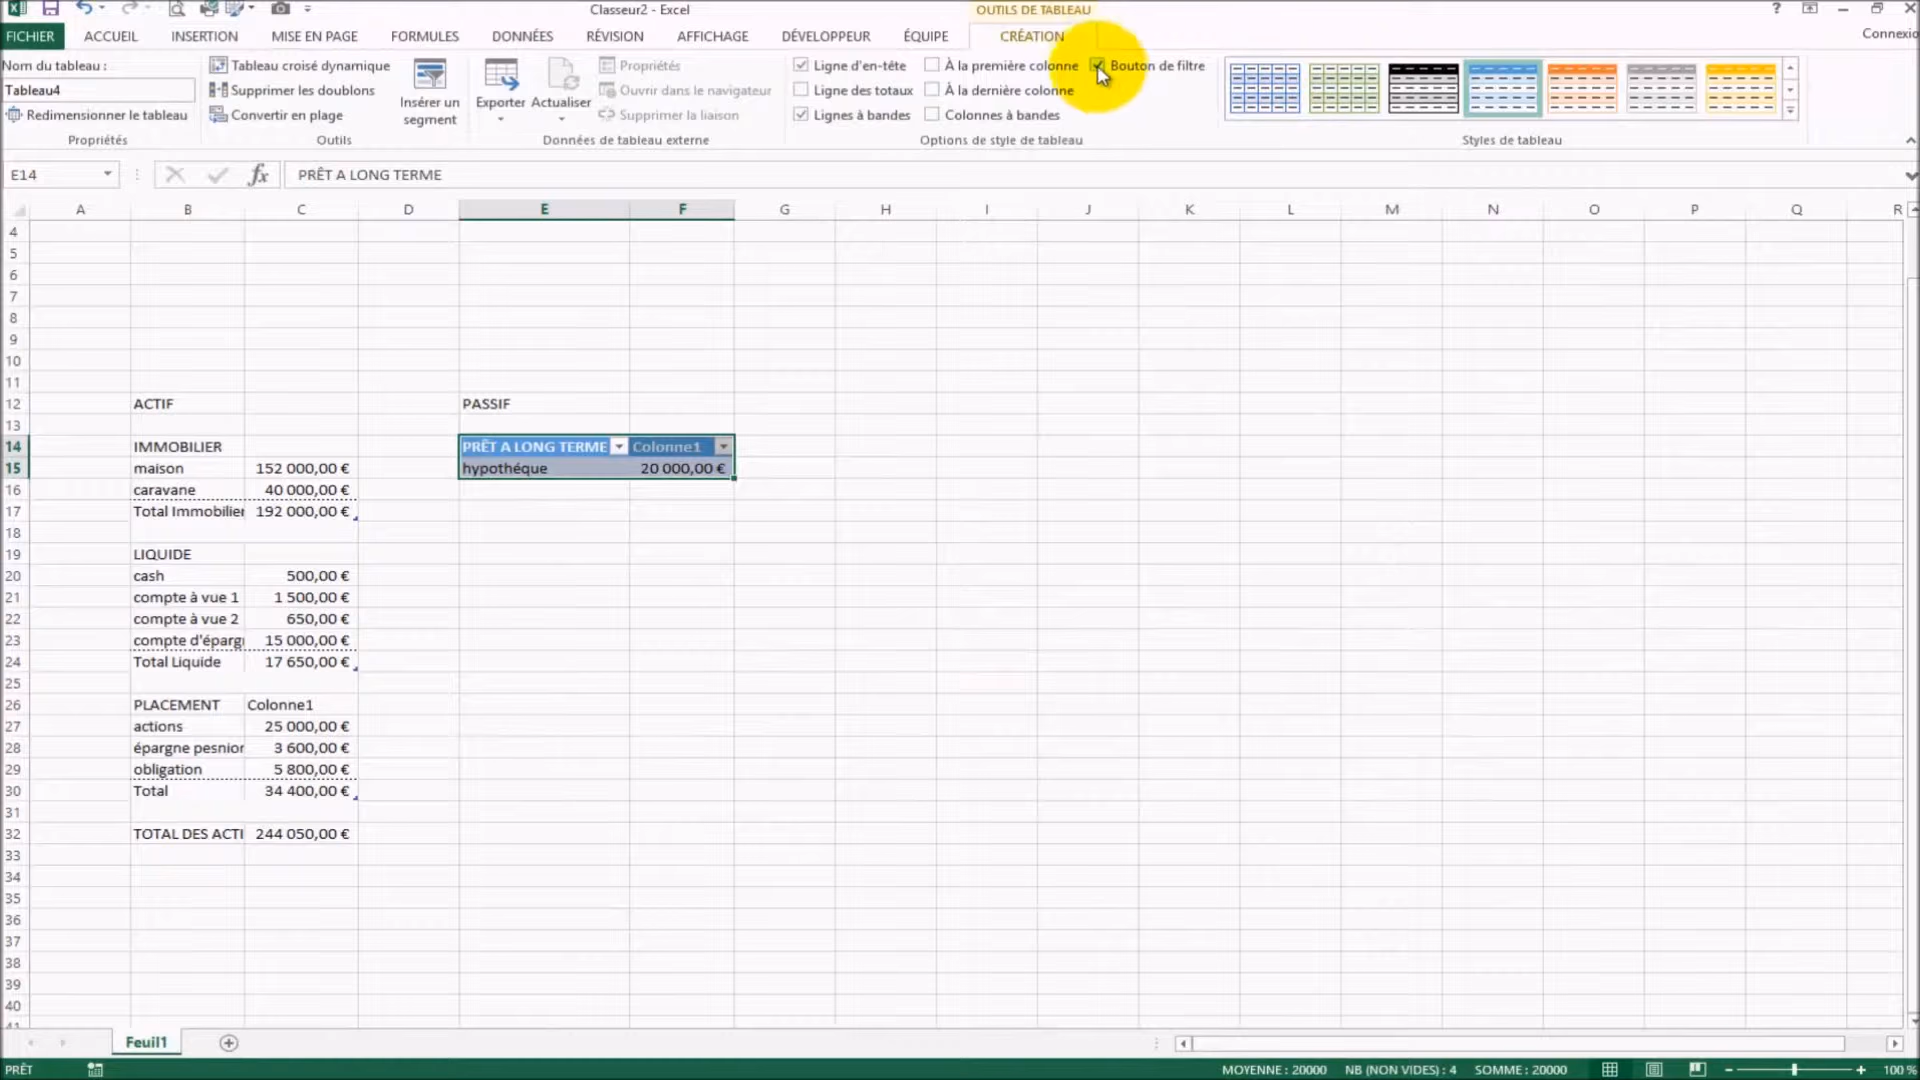 Classeur2 - Excel
OUTILS DE TABLEAU
?
FICHIER ACCUEIL INSERTION MISE EN PAGE FORMULES DONNÉES RÉVISION AFFICHAGE DÉVELOPPEUR ÉQUIPE CRÉATION Connexio
Nom du tableau :
Tableau4
Redimensionner le tableau
Propriétés
Tableau croisé dynamique
Supprimer les doublons
Convertir en plage
Insérer un
segment
Outils
Exporter
Actualiser
Propriétés
Ouvrir dans le navigateur
Supprimer la liaison
Données de tableau externe
Ligne d'en-tête
Ligne des totaux
Lignes à bandes
À la première colonne
À la dernière colonne
Colonnes à bandes
Bouton de filtre
Options de style de tableau
Styles de tableau
E14 fx PRÊT A LONG TERME
A B C D E F G H I J K L M N O P Q R
4
5
6
7
8
9
10
11
12 ACTIF PASSIF
13
14 IMMOBILIER PRÊT A LONG TERME Colonne1
15 maison 152 000,00 € hypothéque 20 000,00 €
16 caravane 40 000,00 €
17 Total Immobilier 192 000,00 €
18
19 LIQUIDE
20 cash 500,00 €
21 compte à vue 1 1 500,00 €
22 compte à vue 2 650,00 €
23 compte d'éparg 15 000,00 €
24 Total Liquide 17 650,00 €
25
26 PLACEMENT Colonne1
27 actions 25 000,00 €
28 épargne pesnior 3 600,00 €
29 obligation 5 800,00 €
30 Total 34 400,00 €
31
32 TOTAL DES ACTI 244 050,00 €
33
34
35
36
37
38
39
40
41
Feuil1
PRÊT MOYENNE : 20000 NB (NON VIDES) : 4 SOMME : 20000 100 %